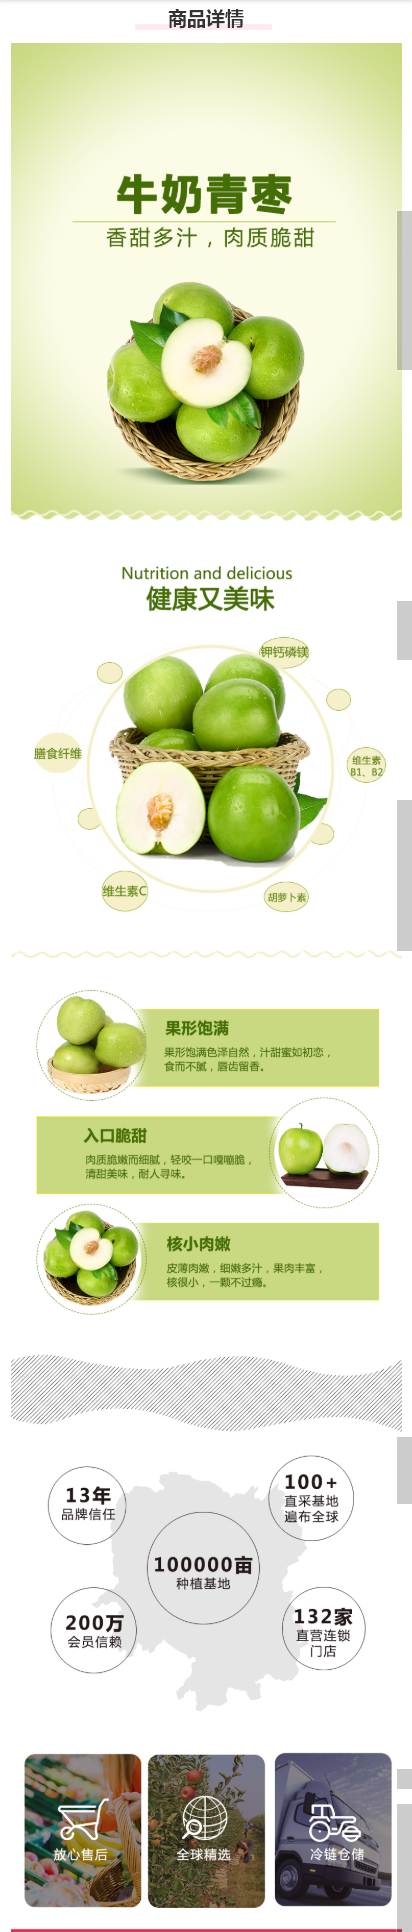 商品详情
牛奶青枣
香甜多汁，肉质脆甜
Nutrition and delicious
健康又美味
钾钙磷镁
膳食纤维
维生素
B1、B2
维生素C
胡萝卜素
果形饱满
果形饱满色泽自然，汁甜蜜如初恋，
食而不腻，唇齿留香。
入口脆甜
肉质脆嫩而细腻，轻咬一口嘎嘣脆，
清甜美味，耐人寻味。
核小肉嫩
皮薄肉嫩，细嫩多汁，果肉丰富，
核很小，一颗不过瘾。
13年
品牌信任
100+
直采基地
遍布全球
100000亩
种植基地
200万
会员信赖
132家
直营连锁
门店
放心售后
全球精选
冷链仓储